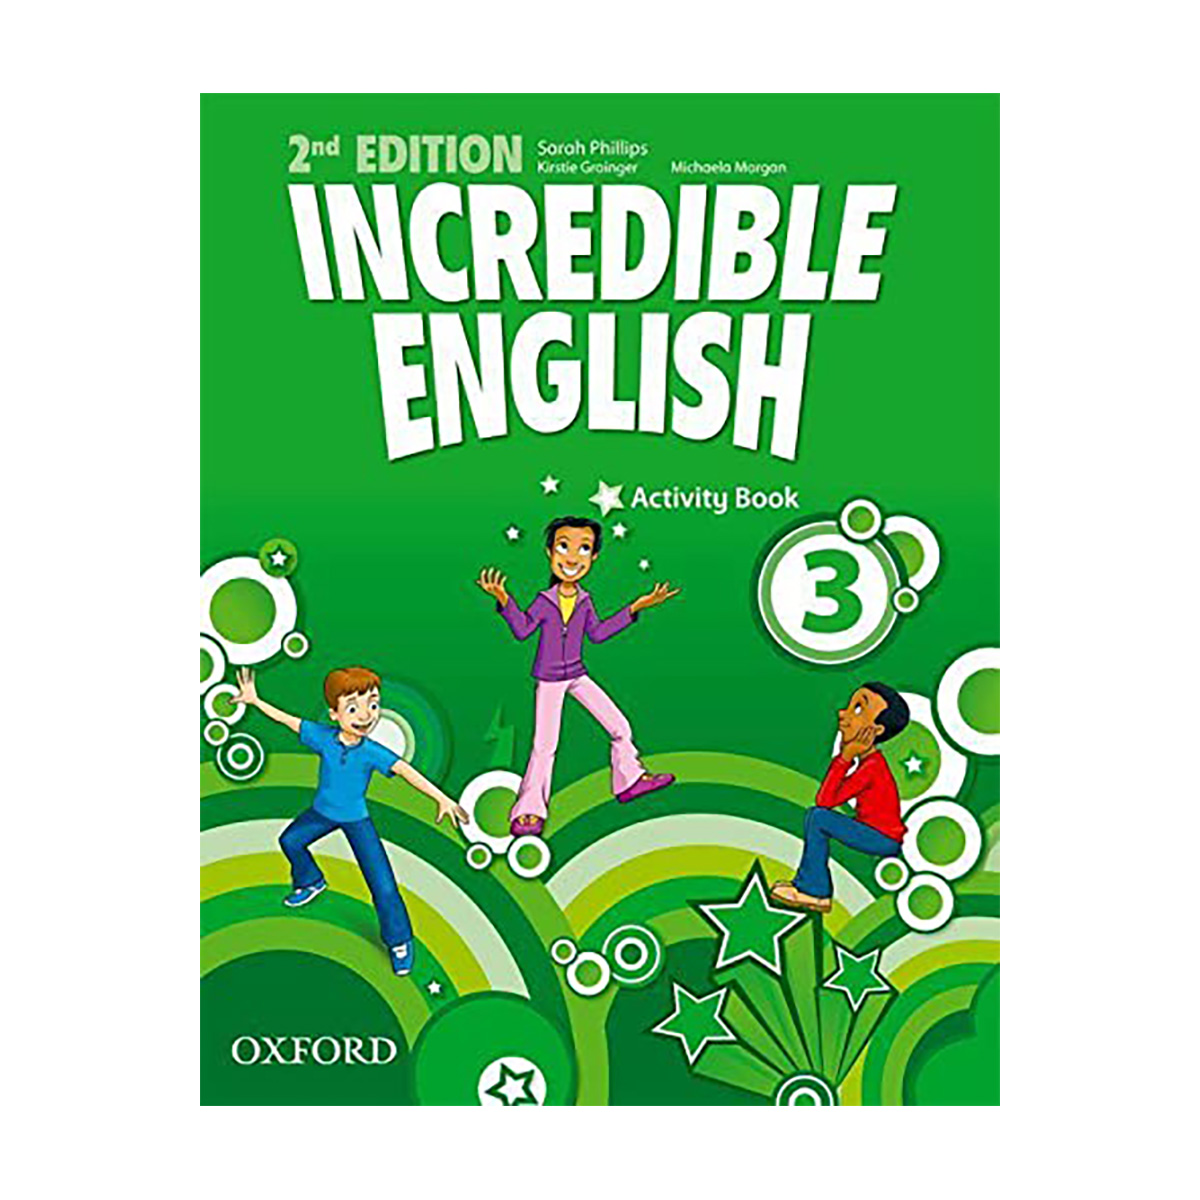 2nd EDITION
Sarah Phillips
Kirstie Grainger Michaela Morgan
INCREDIBLE
ENGLISH
Activity Book
3
OXFORD